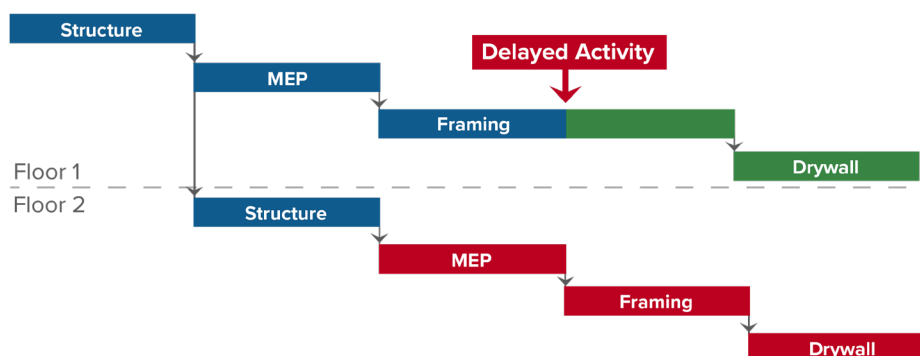 Structure
Delayed Activity
MEP
Framing
Drywall
Floor 1
Floor 2
Structure
MEP
Framing
Drywall